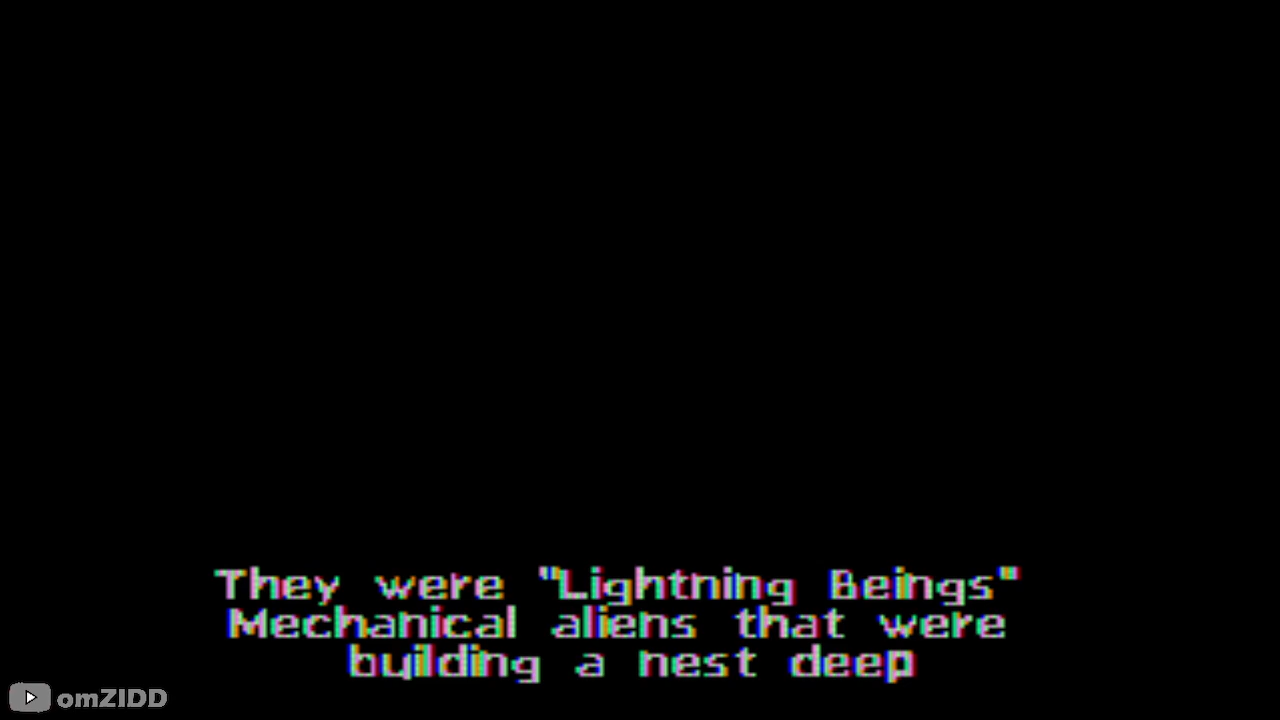 They were "Lightning Beings"
Mechanical aliens that were
building a nest deep
omZIDD